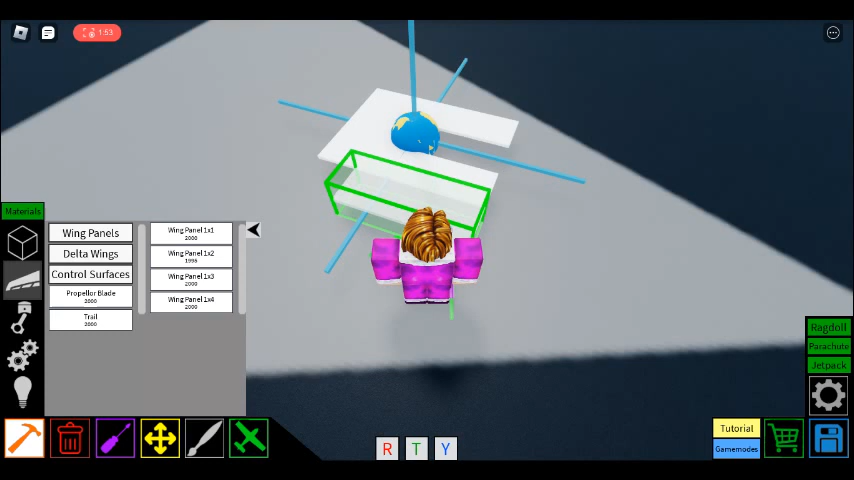 1:53
Materials
Wing Panels
Delta Wings
Control Surfaces
Propellor Blade
2000
Trail
2000
Wing Panel 1x1
2000
Wing Panel 1x2
1996
Wing Panel 1x3
2000
Wing Panel 1x4
2000
Ragdoll
Parachute
Jetpack
R T Y
Tutorial
Gamemodes